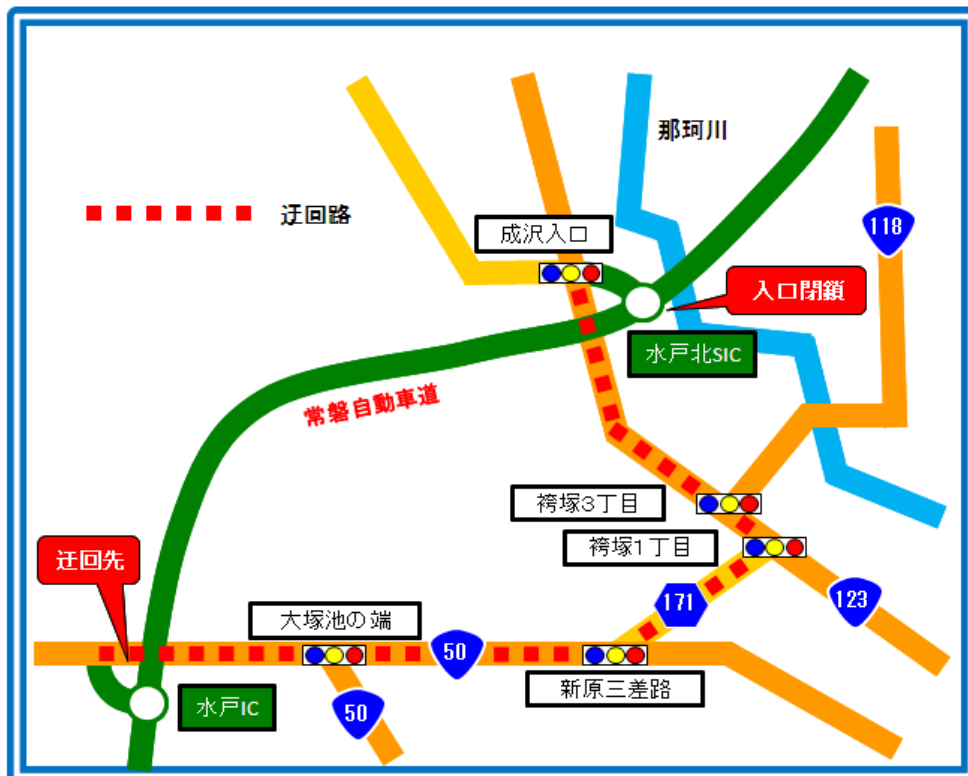 那珂川
迂回路
118
成沢入口
入口閉鎖
水戸北SIC
常磐自動車道
袴塚3丁目
袴塚1丁目
迂回先
171
123
大塚池の端
50
新原三差路
水戸IC
50